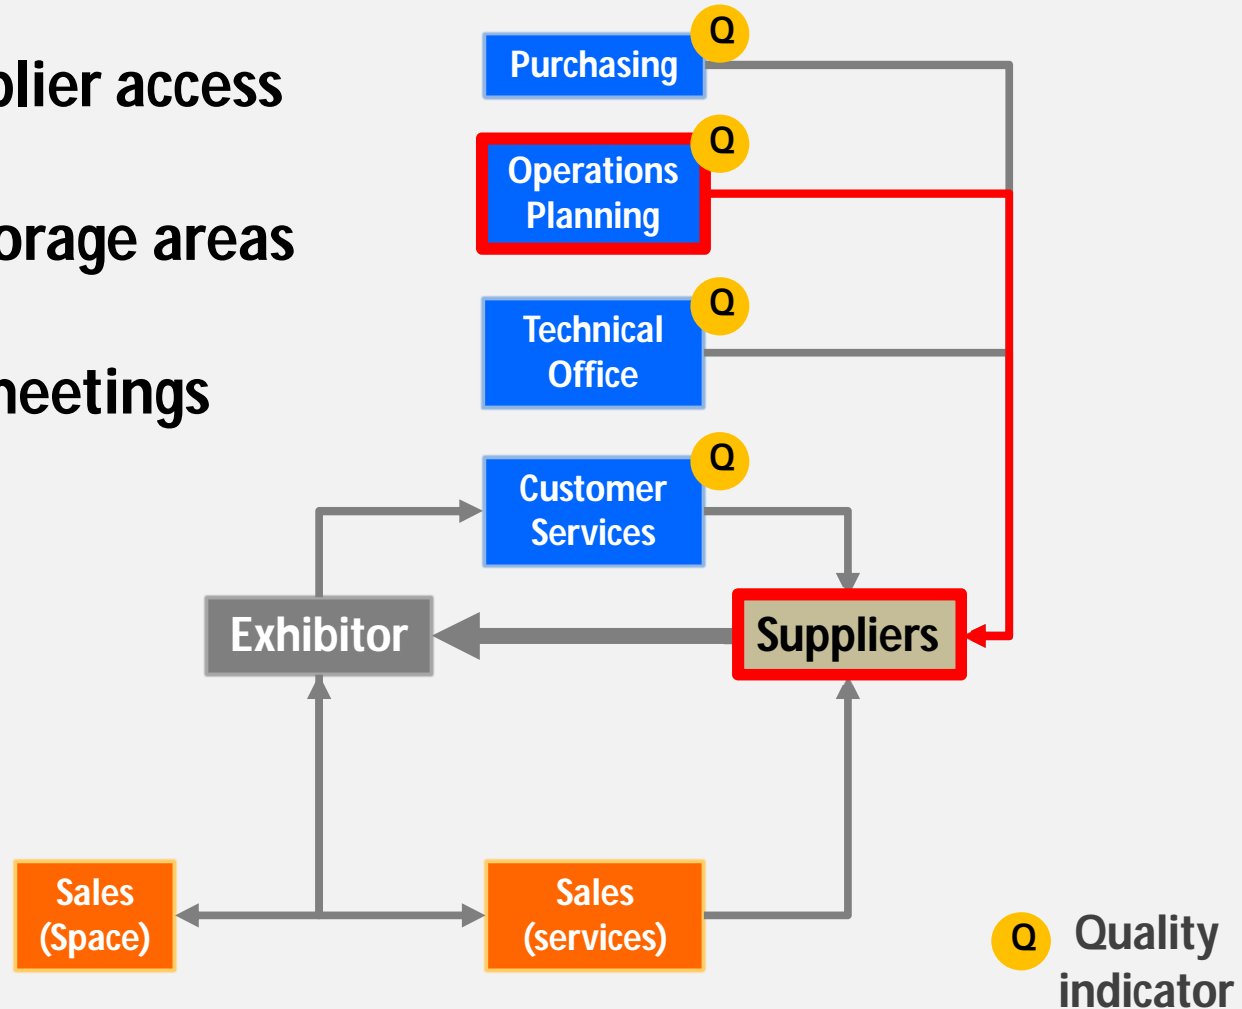 plier access
orage areas
neetings
Q
Purchasing
Q
Operations
Planning
Q
Technical
Office
Q
Customer
Services
Exhibitor
Suppliers
Sales
(Space)
Sales
(services)
Q Quality
indicator